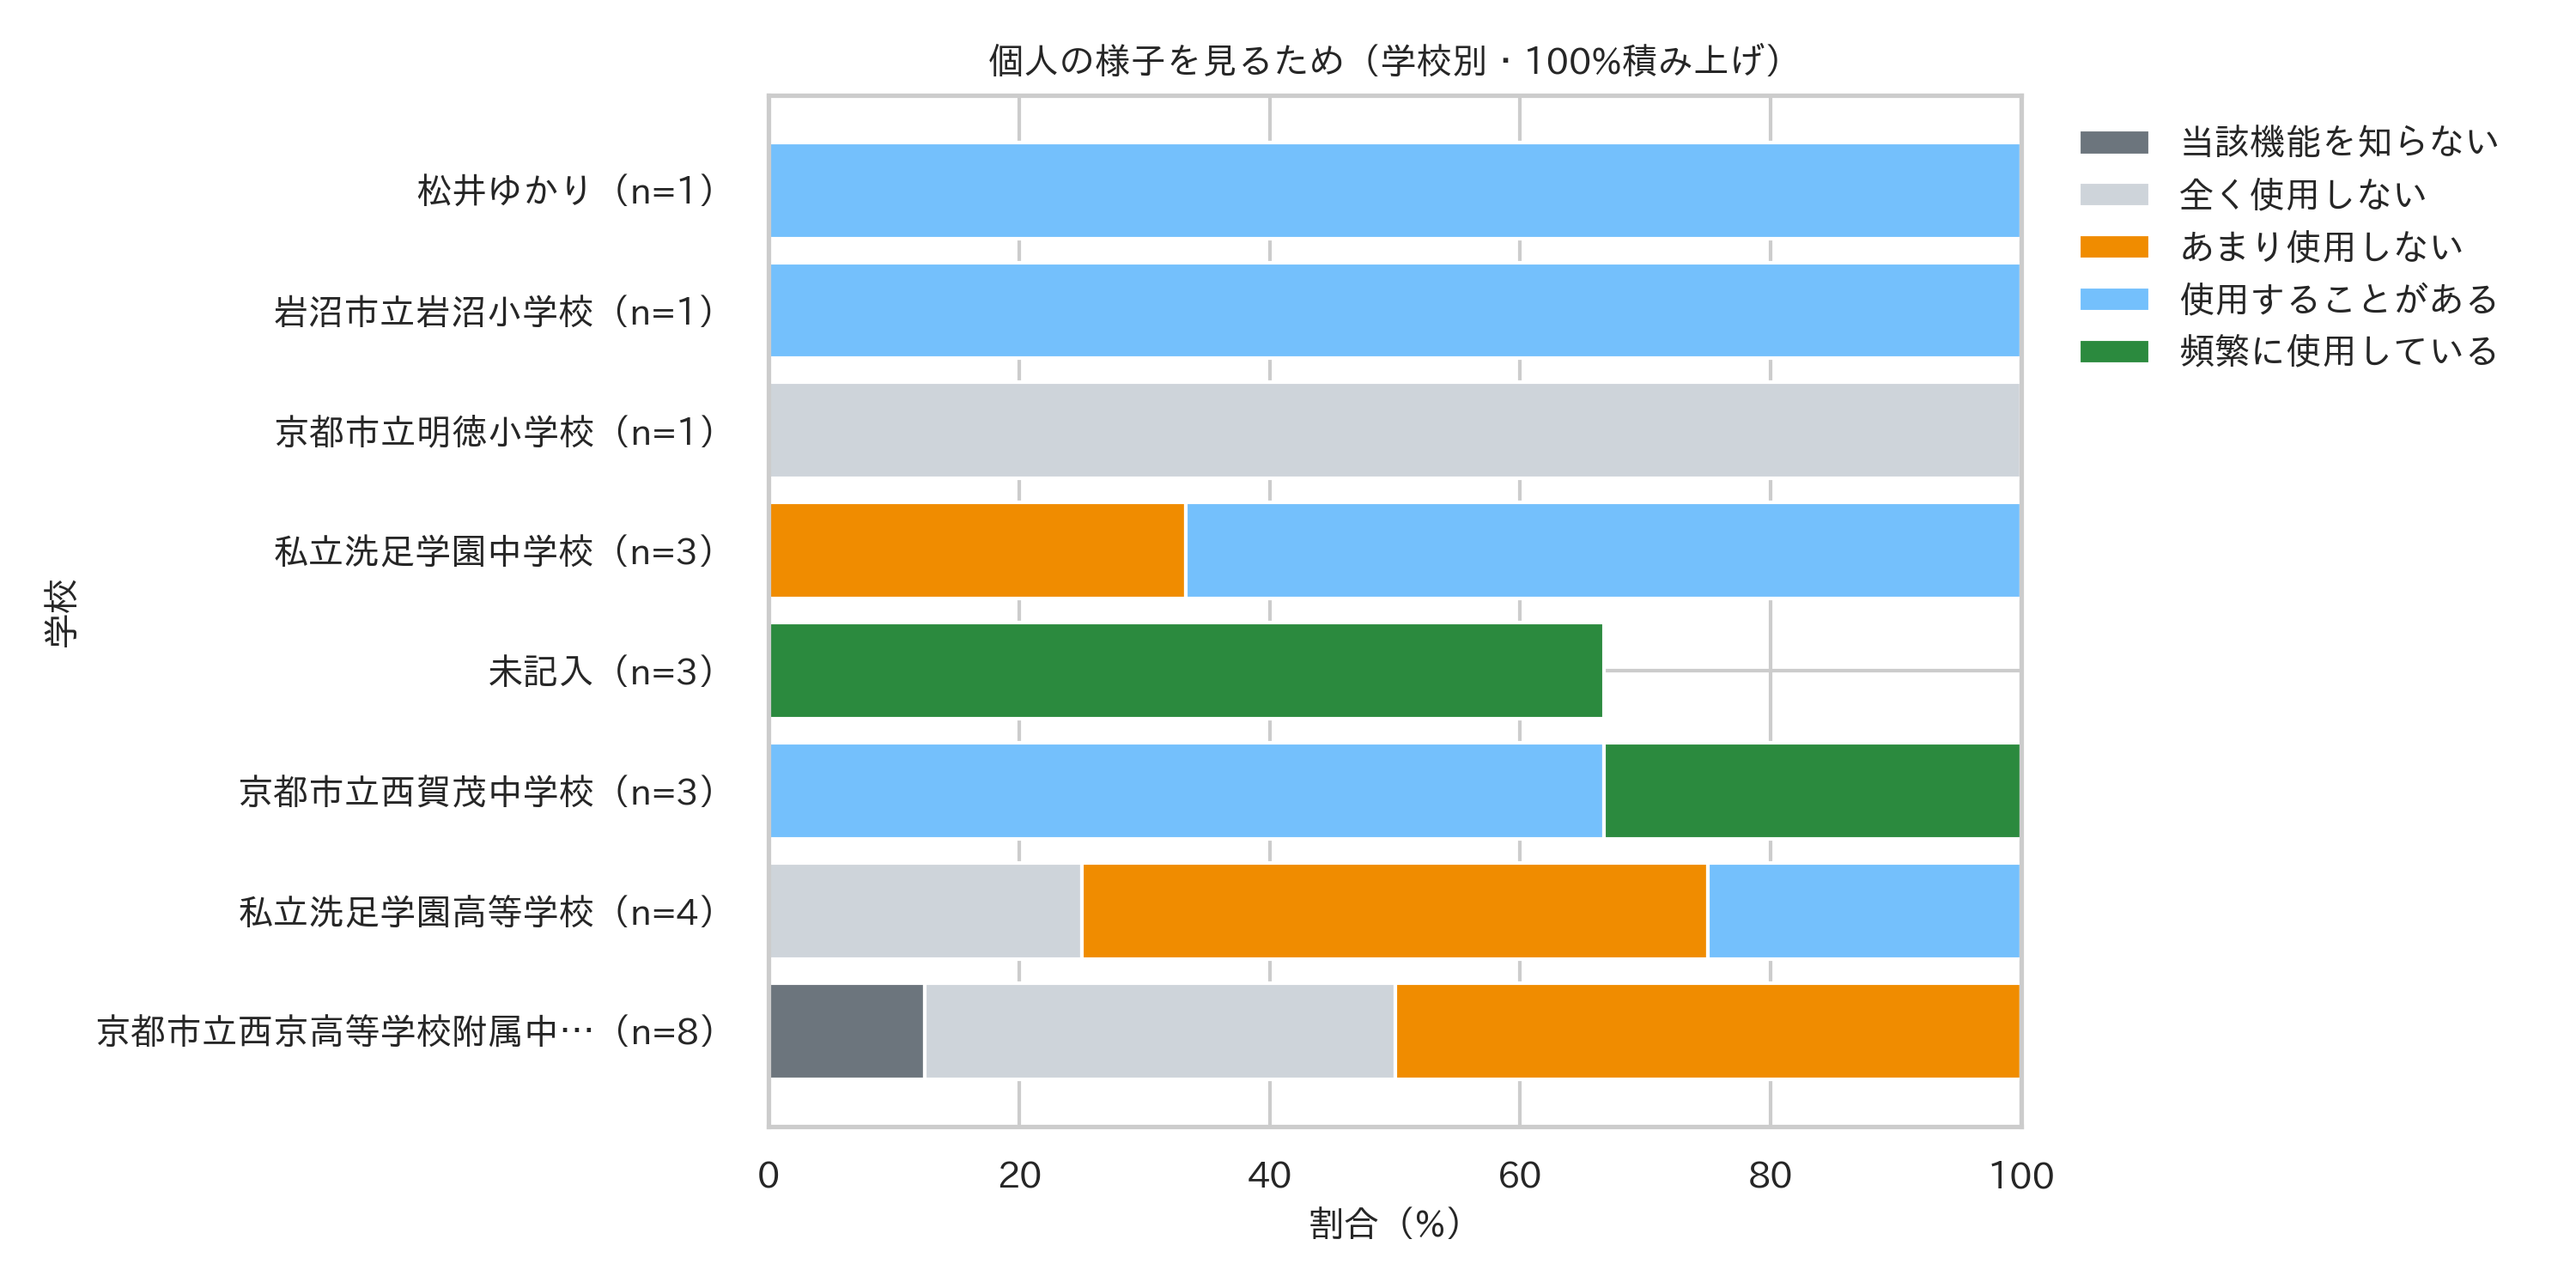 個人の様子を見るため（学校別・100%積み上げ）
当該機能を知らない
全く使用しない
あまり使用しない
使用することがある
頻繁に使用している
学校
松井ゆかり（n=1）
岩沼市立岩沼小学校（n=1）
京都市立明徳小学校（n=1）
私立洗足学園中学校（n=3）
未記入（n=3）
京都市立西賀茂中学校（n=3）
私立洗足学園高等学校（n=4）
京都市立西京高等学校附属中…（n=8）
0 20 40 60 80 100
割合（%）